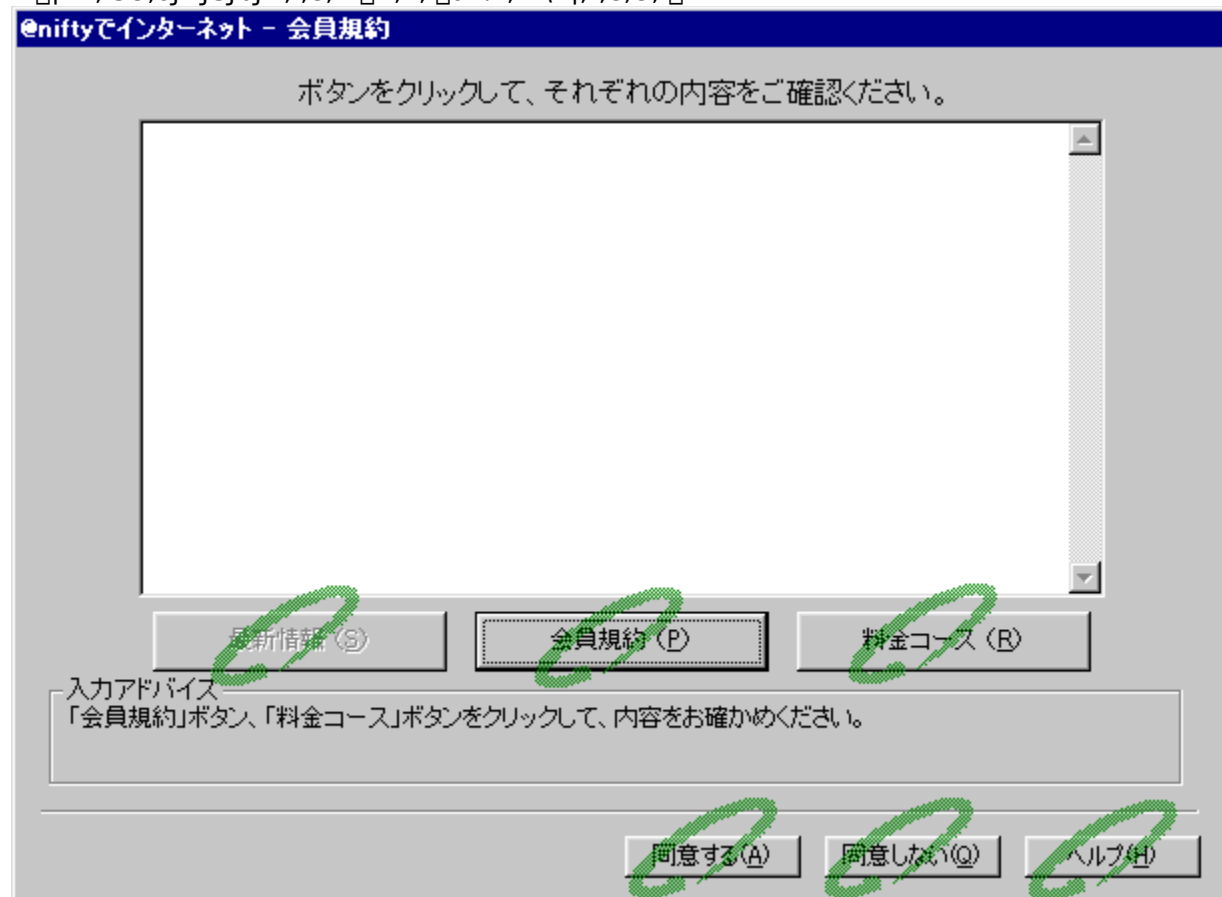 @niftyでインターネット - 会員規約
ボタンをクリックして、それぞれの内容をご確認ください。
最新情報(S) 会員規約(P) 料金コース(R)
入力アドバイス
「会員規約」ボタン、「料金コース」ボタンをクリックして、内容をお確かめください。
同意する(A) 同意しない(Q) ヘルプ(H)